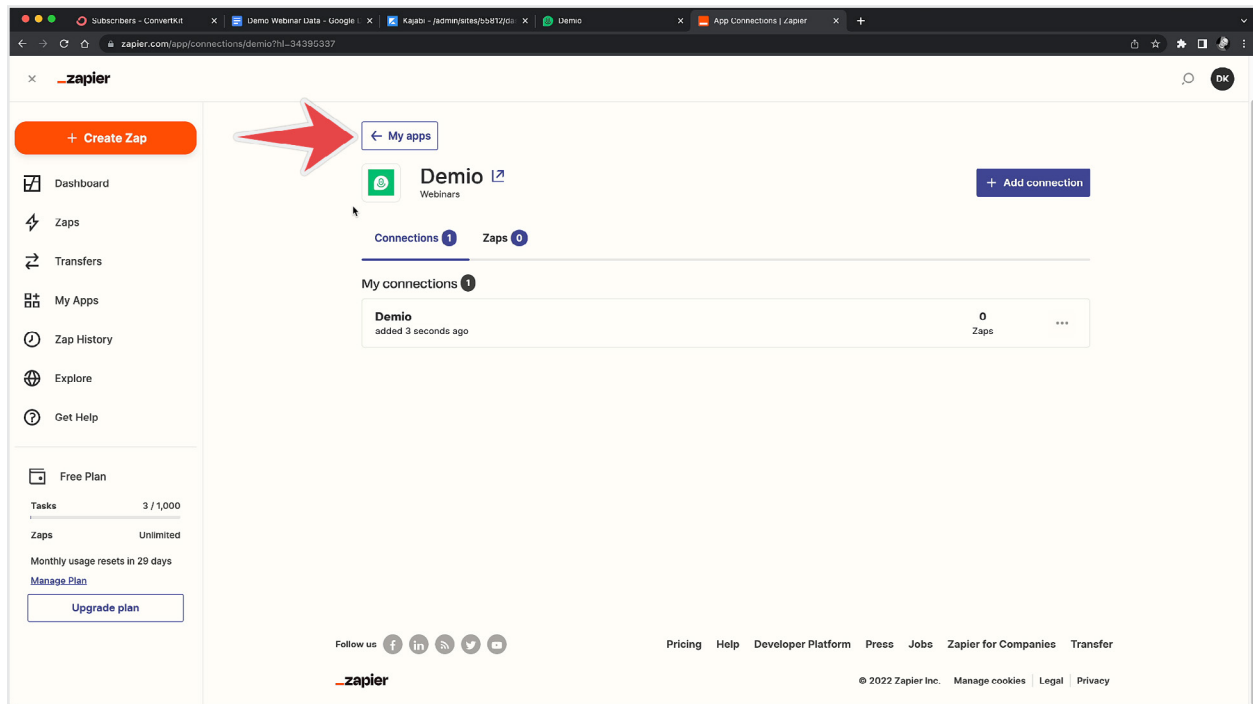 Subscribers - ConvertKit
Demo Webinar Data - Google
Kajabi - /admin/sites/55812/da
Demio
App Connections | Zapier
zapier.com/app/connections/demio?hl=34395337
_zapier
DK
+ Create Zap
Dashboard
Zaps
Transfers
My Apps
Zap History
Explore
Get Help
Free Plan
Tasks 3 / 1,000
Zaps Unlimited
Monthly usage resets in 29 days
Manage Plan
Upgrade plan
← My apps
Demio
Webinars
+ Add connection
Connections 1 Zaps 0
My connections 1
Demio 0
added 3 seconds ago Zaps
Follow us
Pricing Help Developer Platform Press Jobs Zapier for Companies Transfer
_zapier
© 2022 Zapier Inc. Manage cookies Legal Privacy